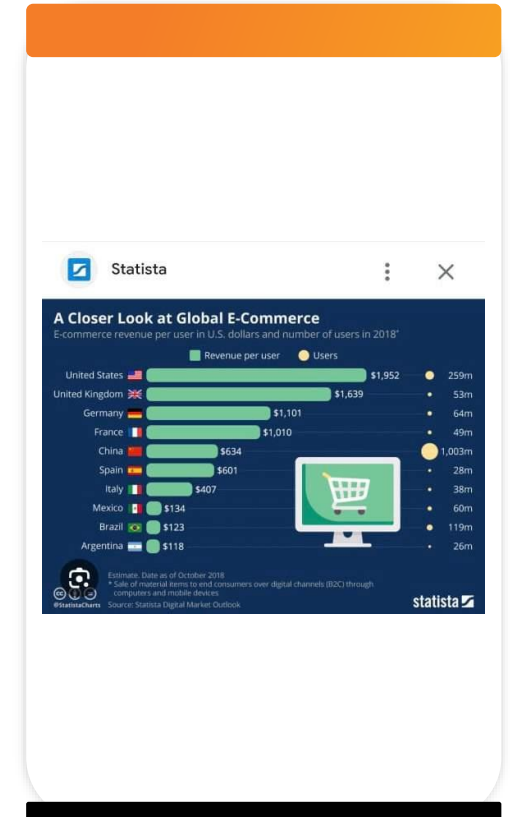 Statista
A Closer Look at Global E-Commerce
E-commerce revenue per user in U.S. dollars and number of users in 2018*
Revenue per user Users
United States $1,952 259m
United Kingdom $1,639 53m
Germany $1,101 64m
France $1,010 49m
China $634 1,003m
Spain $601 28m
Italy $407 38m
Mexico $134 60m
Brazil $123 119m
Argentina $118 26m
Estimate. Date as of October 2018
* Sale of material items to end consumers over digital channels (B2C) through
computers and mobile devices
@StatistaCharts Source: Statista Digital Market Outlook
statista